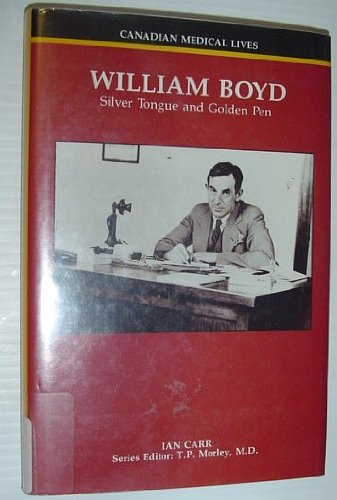 CANADIAN MEDICAL LIVES
WILLIAM BOYD
Silver Tongue and Golden Pen
IAN CARR
Series Editor: T.P. Morley, M.D.